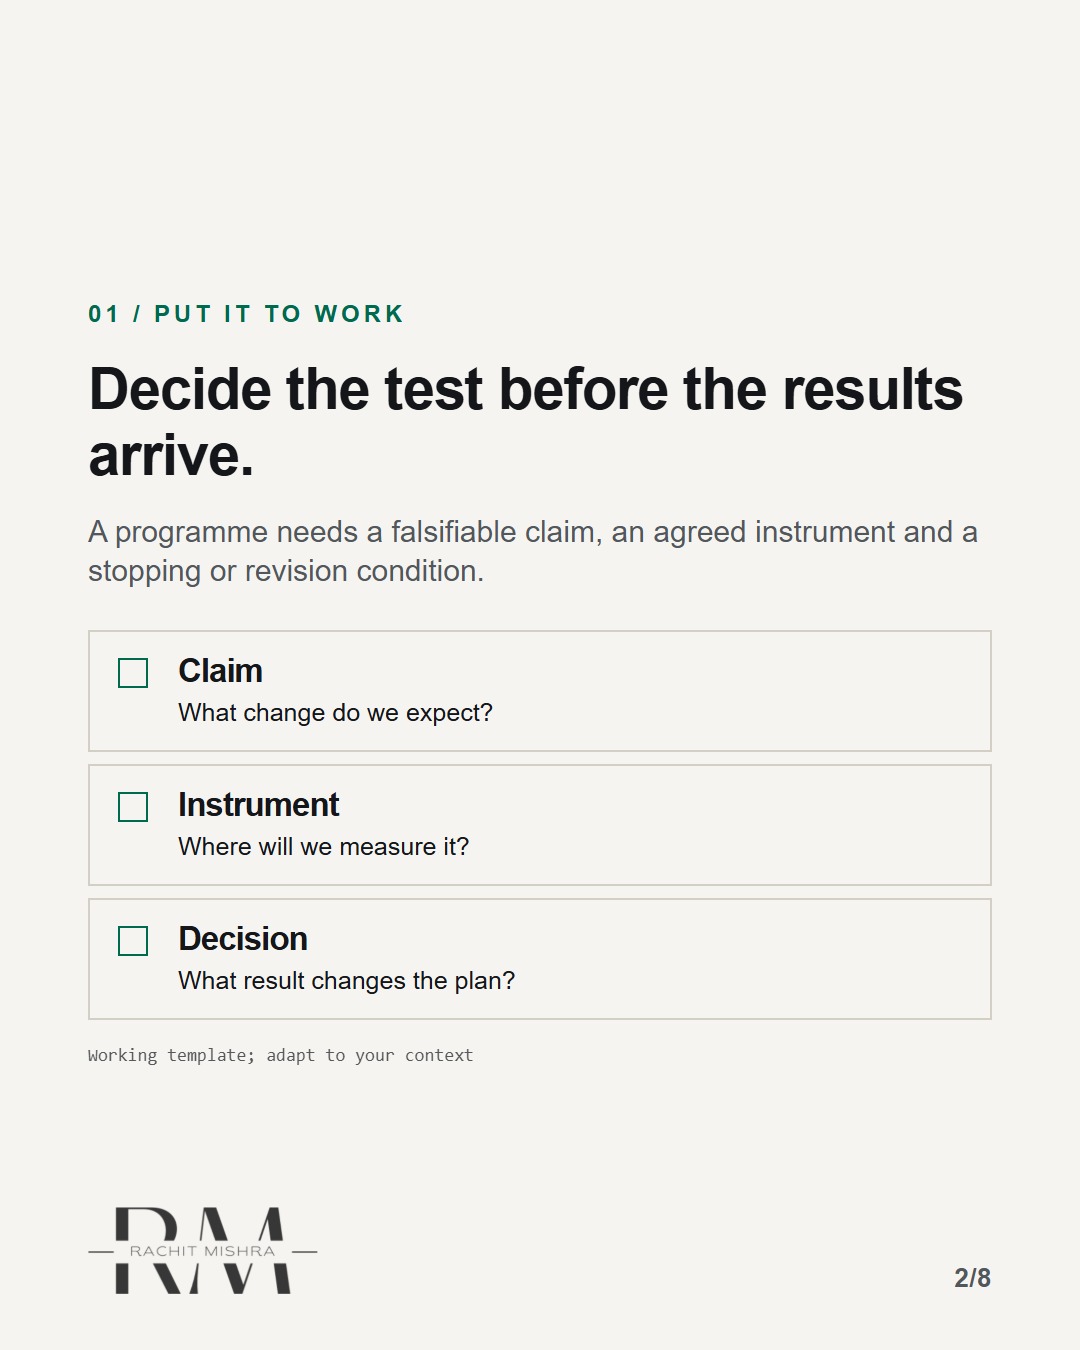 01 / PUT IT TO WORK
Decide the test before the results
arrive.
A programme needs a falsifiable claim, an agreed instrument and a
stopping or revision condition.
Claim
What change do we expect?
Instrument
Where will we measure it?
Decision
What result changes the plan?
Working template; adapt to your context
RM
RACHIT MISHRA
2/8